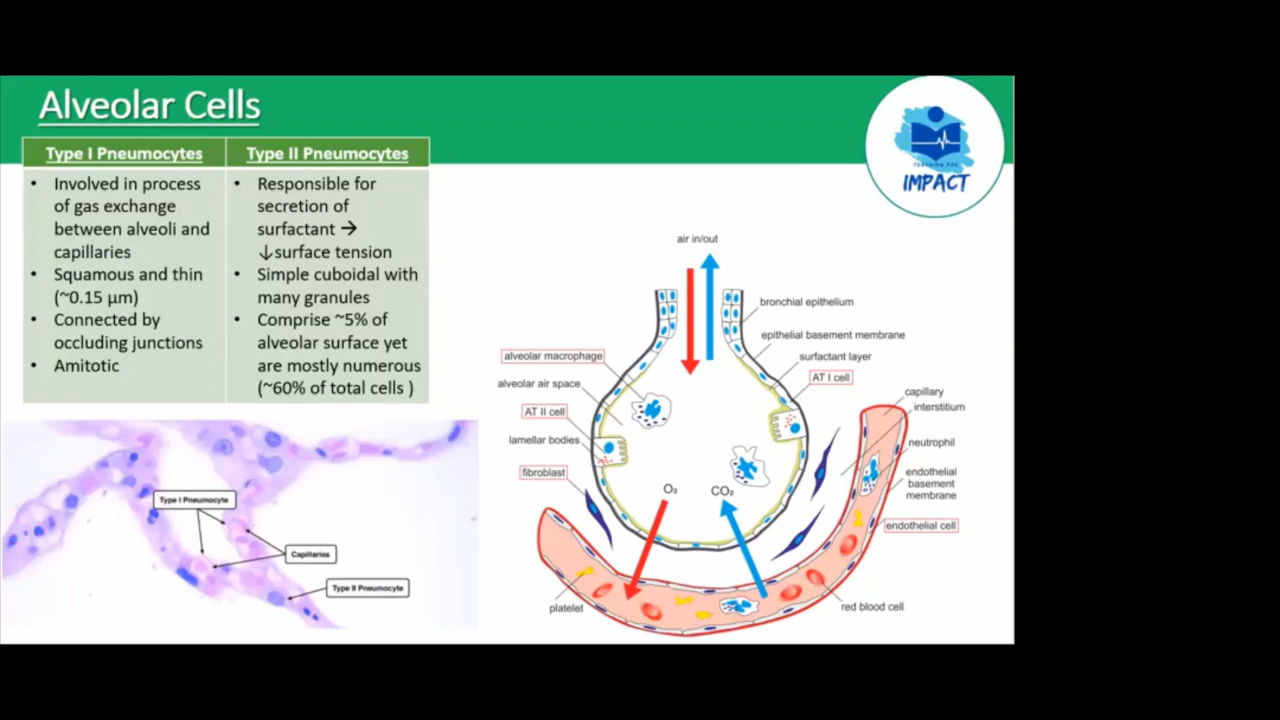 Alveolar Cells
Type I Pneumocytes
• Involved in process
of gas exchange
between alveoli and
capillaries
• Squamous and thin
(~0.15 µm)
• Connected by
occluding junctions
• Amitotic
Type II Pneumocytes
• Responsible for
secretion of
surfactant →
↓surface tension
• Simple cuboidal with
many granules
• Comprise ~5% of
alveolar surface yet
are mostly numerous
(~60% of total cells )
TEACHING FOR
IMPACT
Type I Pneumocyte
Capillaries
Type II Pneumocyte
air in/out
bronchial epithelium
epithelial basement membrane
surfactant layer
AT I cell
alveolar macrophage
alveolar air space
AT II cell
lamellar bodies
fibroblast
O₂
CO₂
capillary
interstitium
neutrophil
endothelial
basement
membrane
endothelial cell
platelet
red blood cell